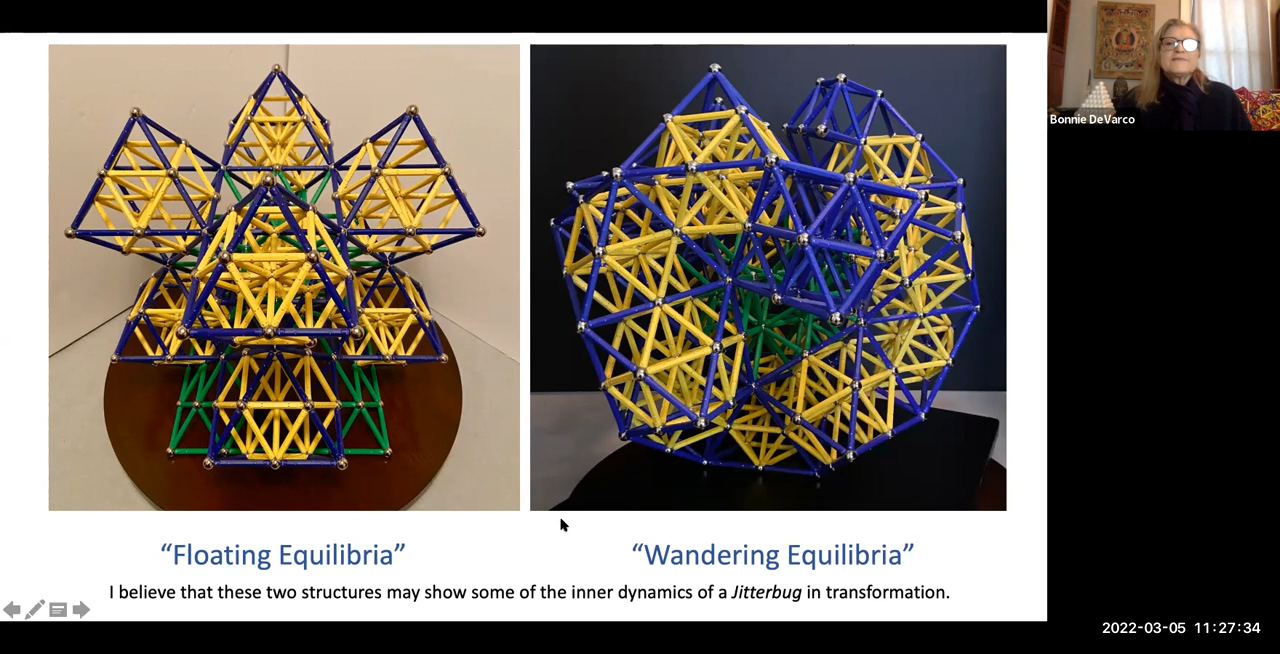 Bonnie DeVarco
“Floating Equilibria”
“Wandering Equilibria”
I believe that these two structures may show some of the inner dynamics of a Jitterbug in transformation.
2022-03-05 11:27:34